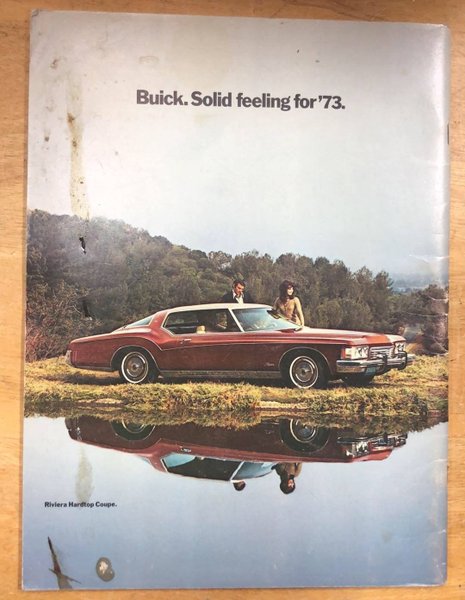 Buick. Solid feeling for '73.
Riviera Hardtop Coupe.